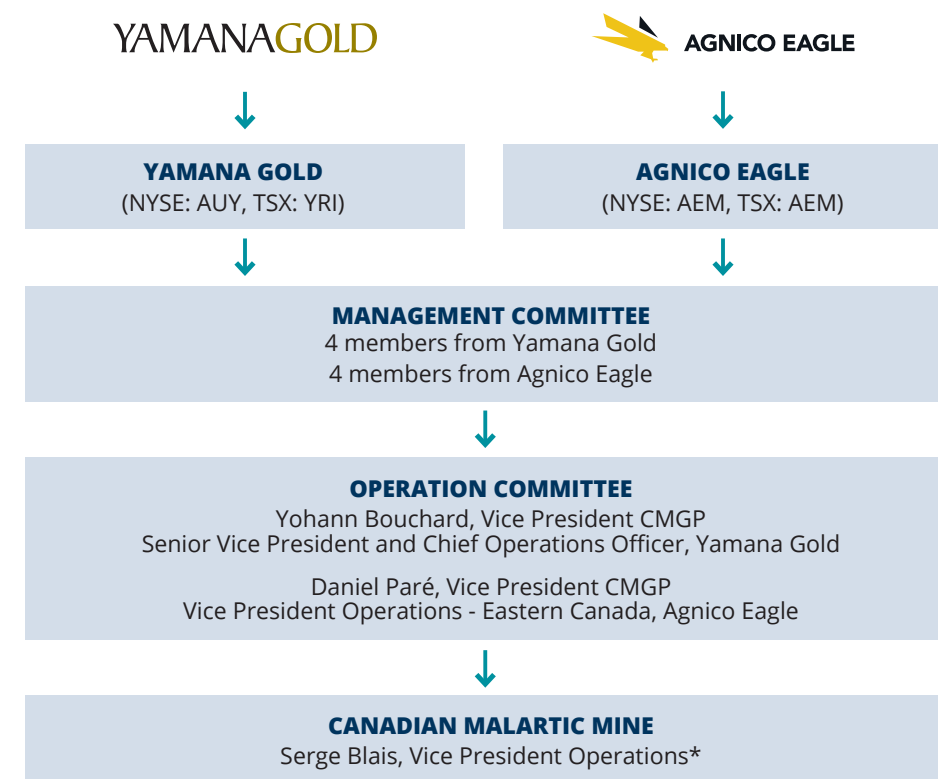 YAMANAGOLD
AGNICO EAGLE
YAMANA GOLD
(NYSE: AUY, TSX: YRI)
AGNICO EAGLE
(NYSE: AEM, TSX: AEM)
MANAGEMENT COMMITTEE
4 members from Yamana Gold
4 members from Agnico Eagle
OPERATION COMMITTEE
Yohann Bouchard, Vice President CMGP
Senior Vice President and Chief Operations Officer, Yamana Gold
Daniel Paré, Vice President CMGP
Vice President Operations - Eastern Canada, Agnico Eagle
CANADIAN MALARTIC MINE
Serge Blais, Vice President Operations*